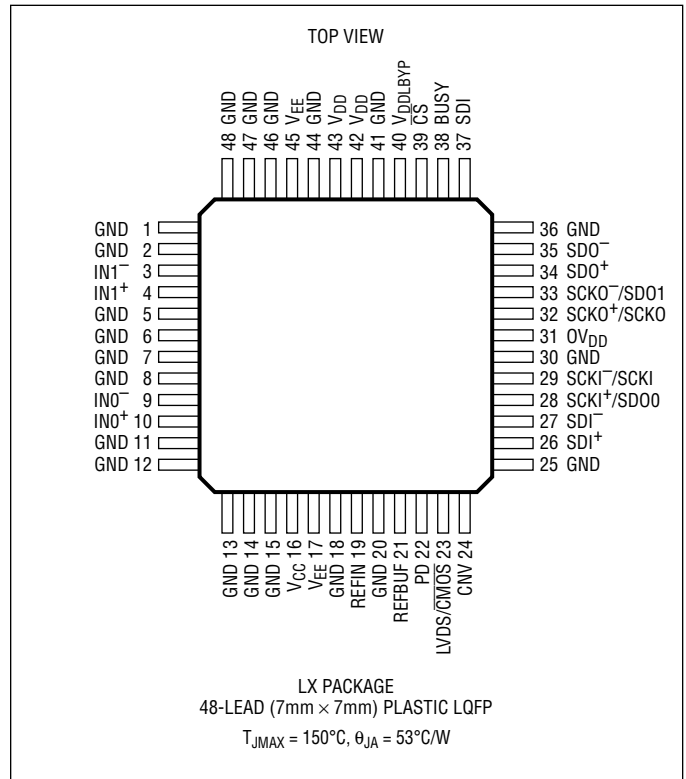 TOP VIEW
48 GND
47 GND
46 GND
45 VEE
44 GND
43 VDD
42 VDD
41 GND
40 VDDLBYP
39 C̅S̅
38 BUSY
37 SDI
GND 1
GND 2
IN1– 3
IN1+ 4
GND 5
GND 6
GND 7
GND 8
IN0– 9
IN0+ 10
GND 11
GND 12
36 GND
35 SDO–
34 SDO+
33 SCKO–/SDO1
32 SCKO+/SCKO
31 OVDD
30 GND
29 SCKI–/SCKI
28 SCKI+/SDO0
27 SDI–
26 SDI+
25 GND
GND 13
GND 14
GND 15
VCC 16
VEE 17
GND 18
REFIN 19
GND 20
REFBUF 21
PD 22
LVDS/C̅M̅O̅S̅ 23
CNV 24
LX PACKAGE
48-LEAD (7mm × 7mm) PLASTIC LQFP
TJMAX = 150°C, θJA = 53°C/W